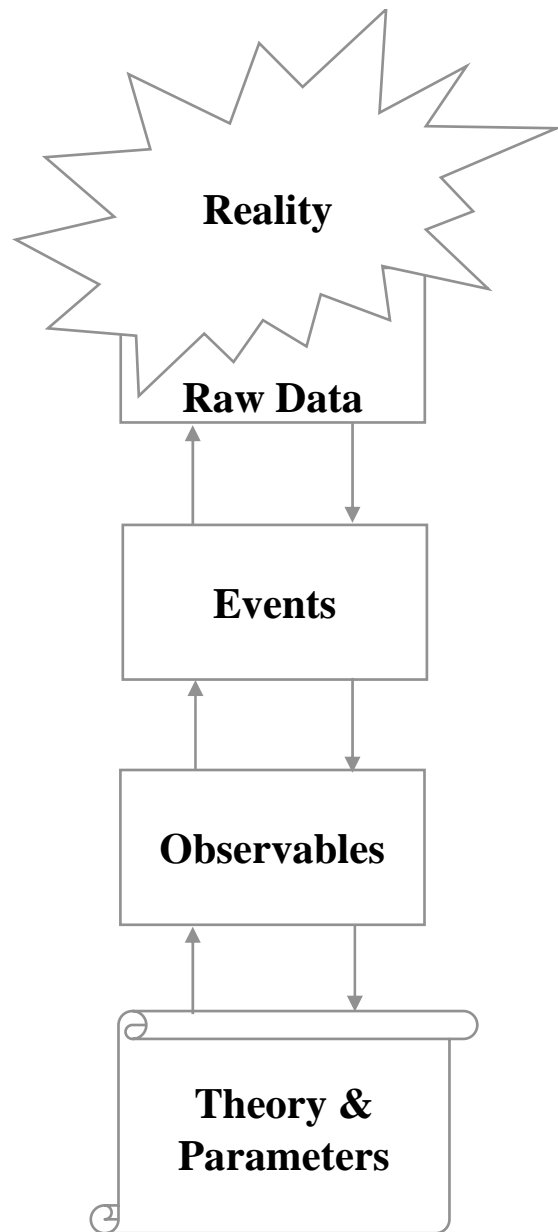 Reality
Raw Data
Events
Observables
Theory &
Parameters